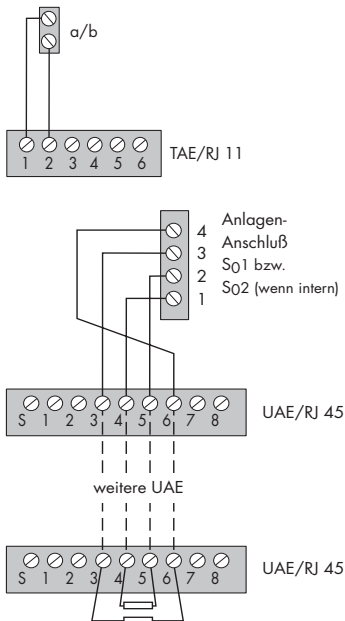 a/b
1 2 3 4 5 6
TAE/RJ 11
4
3
2
1
Anlagen-
Anschluß
S01 bzw.
S02 (wenn intern)
S 1 2 3 4 5 6 7 8
UAE/RJ 45
weitere UAE
S 1 2 3 4 5 6 7 8
UAE/RJ 45